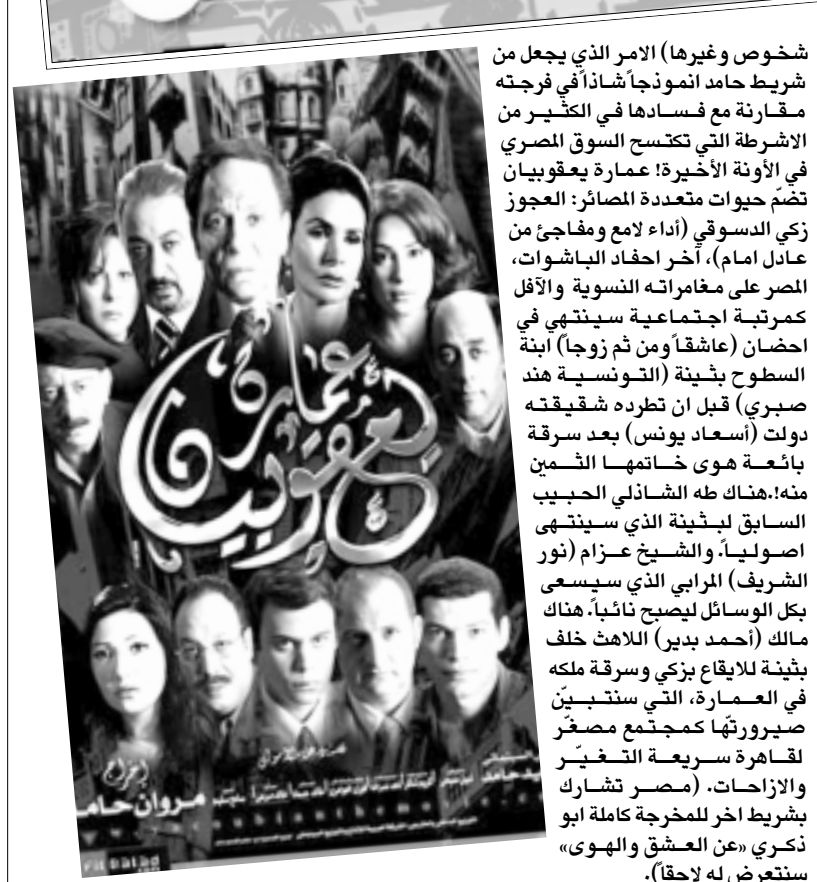 شخوص وغيرها) الامر الذي يجعل من
شريط حامد انموذجاً شاذاً في فرجته
مقارنة مع فسادها في الكثير من
الاشرطة التي تكتسح السوق المصري
في الأونة الأخيرة! عمارة يعقوبيان
تضمّ حيوات متعددة المصائر: العجوز
زكي الدسوقي (أداء لامع ومفاجئ من
عادل امام)، آخر احفاد الباشوات،
المصر على مغامراته النسوية والآفل
كمرتبة اجتماعية سينتهي في
احضان (عاشقاً ومن ثم زوجاً) ابنة
السطوح بثينة (التونسية هند
صبري) قبل ان تطرده شقيقته
دولت (أسعاد يونس) بعد سرقة
بائعة هوى خاتمها الثمين
منه!.هناك طه الشاذلي الحبيب
السابق لبثينة الذي سينتهى
اصولياً. والشيخ عزام (نور
الشريف) المرابي الذي سيسعى
بكل الوسائل ليصبح نائباً. هناك
مالك (أحمد بدير) اللاهث خلف
بثينة للايقاع بزكي وسرقة ملكه
في العمارة، التي سنتبيّن
صيرورتّها كمجتمع مصغّر
لقاهرة سريعة التغيّر
والازاحات. (مصر تشارك
بشريط اخر للمخرجة كاملة ابو
ذكري «عن العشق والهوى»
سنتعرض له لاحقاً).
عمارة
يعقوبيان
إخراج
مروان حامد